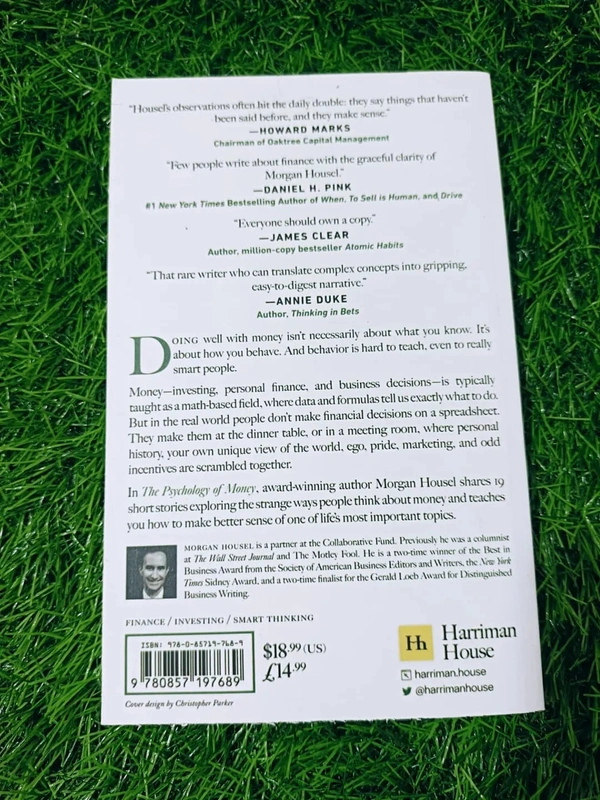 "Housel's observations often hit the daily double: they say things that haven't
been said before, and they make sense."
—HOWARD MARKS
Chairman of Oaktree Capital Management
"Few people write about finance with the graceful clarity of
Morgan Housel."
—DANIEL H. PINK
#1 New York Times Bestselling Author of When, To Sell is Human, and Drive
"Everyone should own a copy."
—JAMES CLEAR
Author, million-copy bestseller Atomic Habits
"That rare writer who can translate complex concepts into gripping,
easy-to-digest narrative."
—ANNIE DUKE
Author, Thinking in Bets
DOING well with money isn't necessarily about what you know. It's
about how you behave. And behavior is hard to teach, even to really
smart people.
Money—investing, personal finance, and business decisions—is typically
taught as a math-based field, where data and formulas tell us exactly what to do.
But in the real world people don't make financial decisions on a spreadsheet.
They make them at the dinner table, or in a meeting room, where personal
history, your own unique view of the world, ego, pride, marketing, and odd
incentives are scrambled together.
In The Psychology of Money, award-winning author Morgan Housel shares 19
short stories exploring the strange ways people think about money and teaches
you how to make better sense of one of life's most important topics.
MORGAN HOUSEL is a partner at the Collaborative Fund. Previously he was a columnist
at The Wall Street Journal and The Motley Fool. He is a two-time winner of the Best in
Business Award from the Society of American Business Editors and Writers, the New York
Times Sidney Award, and a two-time finalist for the Gerald Loeb Award for Distinguished
Business Writing.
FINANCE / INVESTING / SMART THINKING
ISBN: 978-0-85719-768-9
9 780857 197689
$18.99 (US)
£14.99
Cover design by Christopher Parker
Hh
Harriman
House
harriman.house
@harrimanhouse